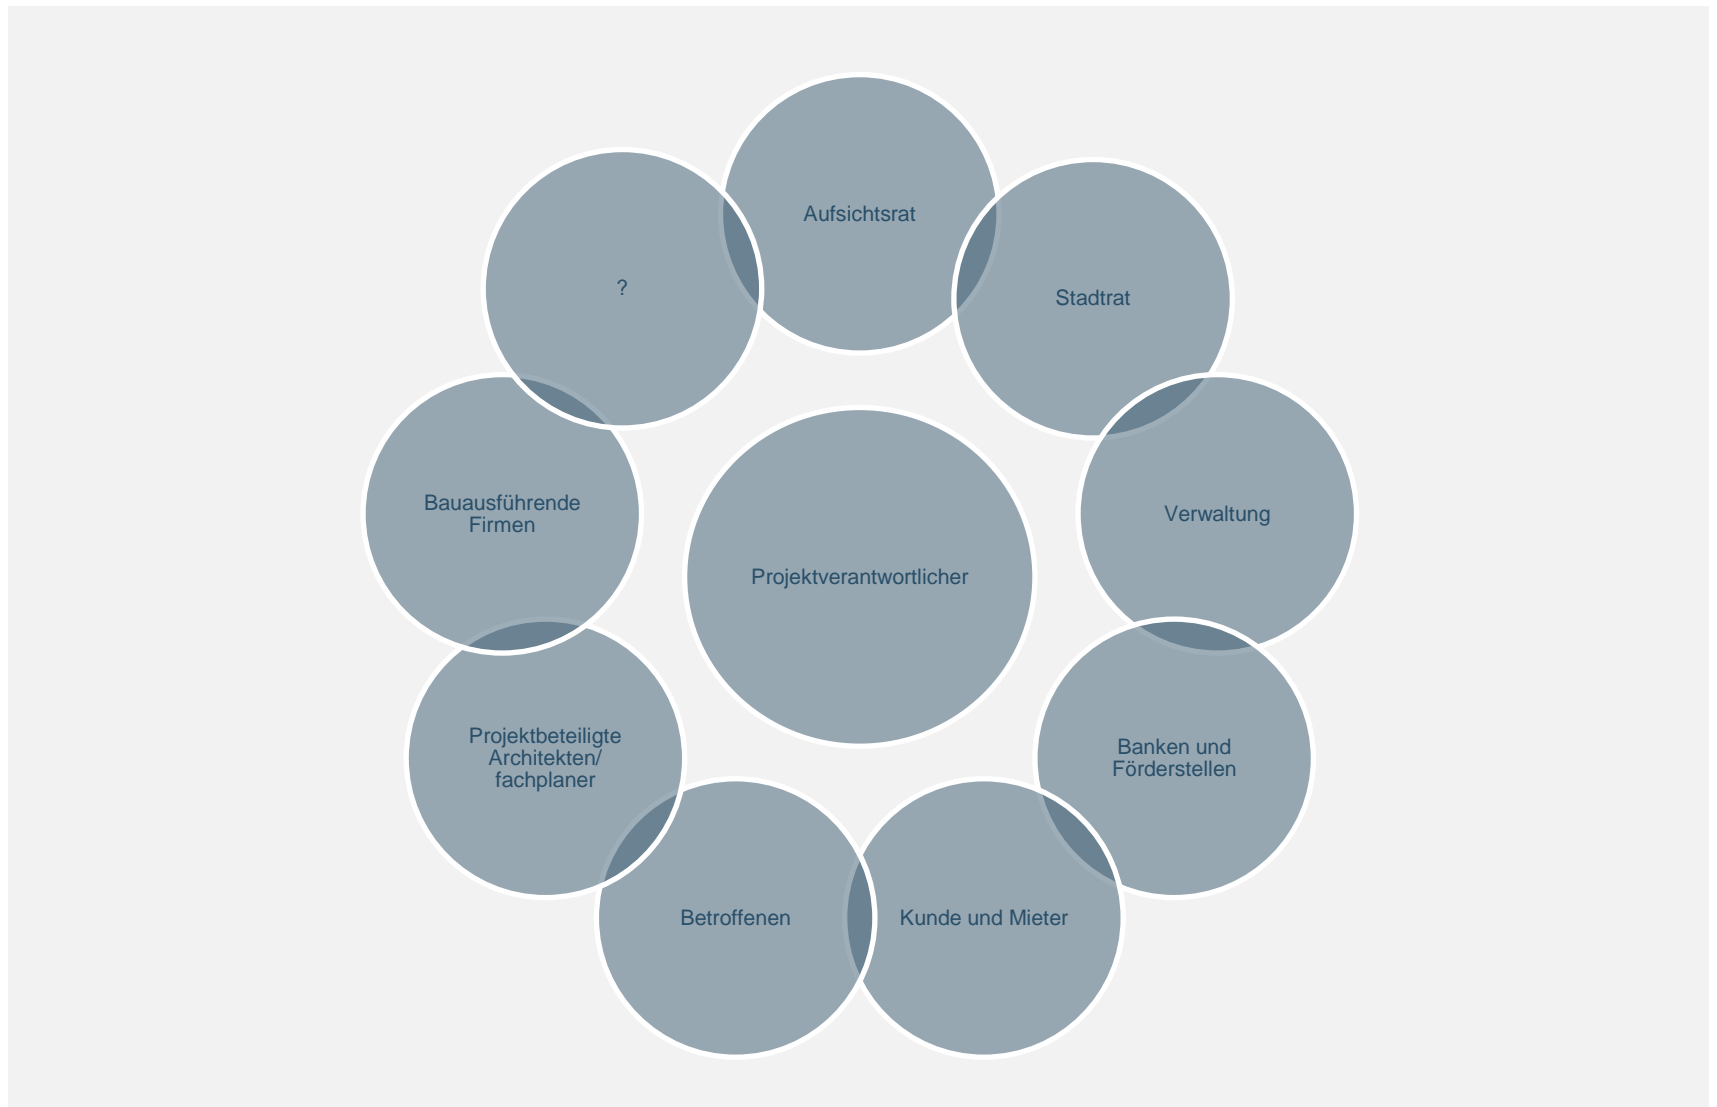 Aufsichtsrat
Stadtrat
Verwaltung
Banken und
Förderstellen
Kunde und Mieter
Betroffenen
Projektbeteiligte
Architekten/
fachplaner
Bauausführende
Firmen
?
Projektverantwortlicher